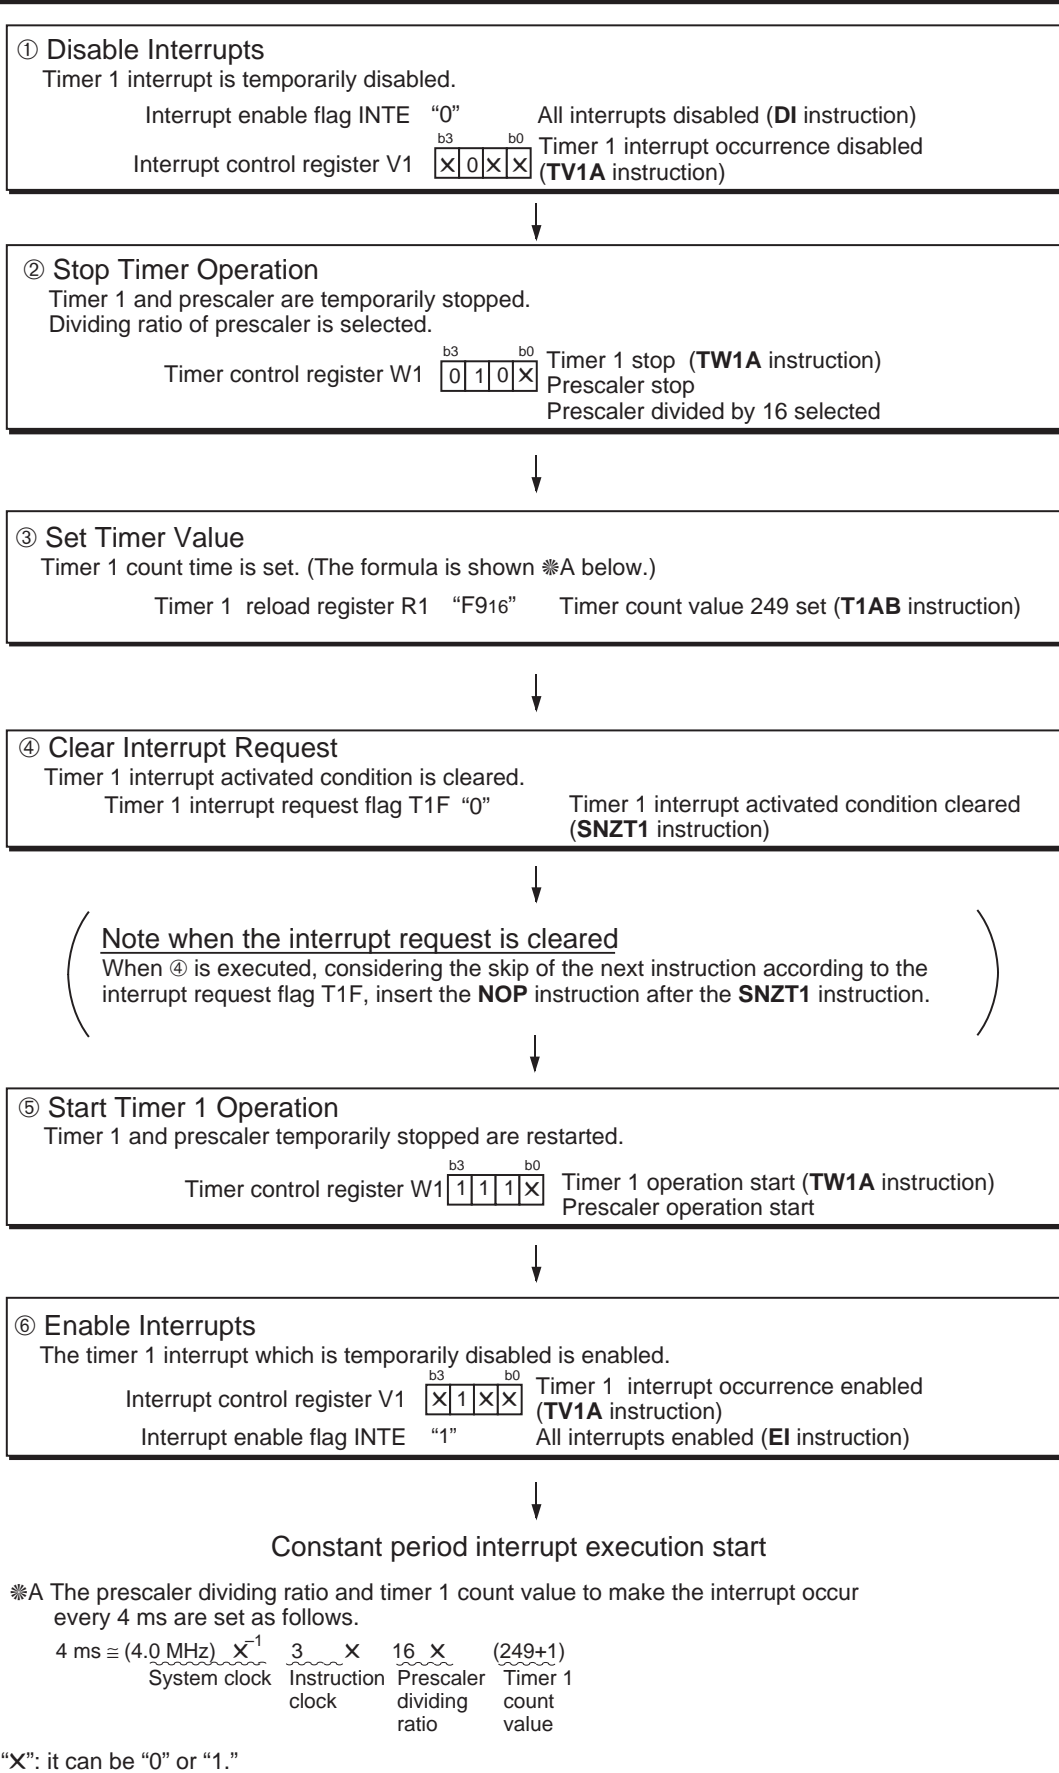 ① Disable Interrupts
Timer 1 interrupt is temporarily disabled.
Interrupt enable flag INTE “0” All interrupts disabled (DI instruction)
b3 b0
Interrupt control register V1 X 0 X X Timer 1 interrupt occurrence disabled
(TV1A instruction)
② Stop Timer Operation
Timer 1 and prescaler are temporarily stopped.
Dividing ratio of prescaler is selected.
b3 b0
Timer control register W1 0 1 0 X Timer 1 stop (TW1A instruction)
Prescaler stop
Prescaler divided by 16 selected
③ Set Timer Value
Timer 1 count time is set. (The formula is shown ❊A below.)
Timer 1 reload register R1 “F916” Timer count value 249 set (T1AB instruction)
④ Clear Interrupt Request
Timer 1 interrupt activated condition is cleared.
Timer 1 interrupt request flag T1F “0” Timer 1 interrupt activated condition cleared
(SNZT1 instruction)
Note when the interrupt request is cleared
When ④ is executed, considering the skip of the next instruction according to the
interrupt request flag T1F, insert the NOP instruction after the SNZT1 instruction.
⑤ Start Timer 1 Operation
Timer 1 and prescaler temporarily stopped are restarted.
b3 b0
Timer control register W1 1 1 1 X Timer 1 operation start (TW1A instruction)
Prescaler operation start
⑥ Enable Interrupts
The timer 1 interrupt which is temporarily disabled is enabled.
b3 b0
Interrupt control register V1 X 1 X X Timer 1 interrupt occurrence enabled
(TV1A instruction)
Interrupt enable flag INTE “1” All interrupts enabled (EI instruction)
Constant period interrupt execution start
❊A The prescaler dividing ratio and timer 1 count value to make the interrupt occur
every 4 ms are set as follows.
4 ms ≅ (4.0 MHz) X –1 3 X 16 X (249+1)
System clock Instruction Prescaler Timer 1
clock dividing count
ratio value
“X”: it can be “0” or “1.”